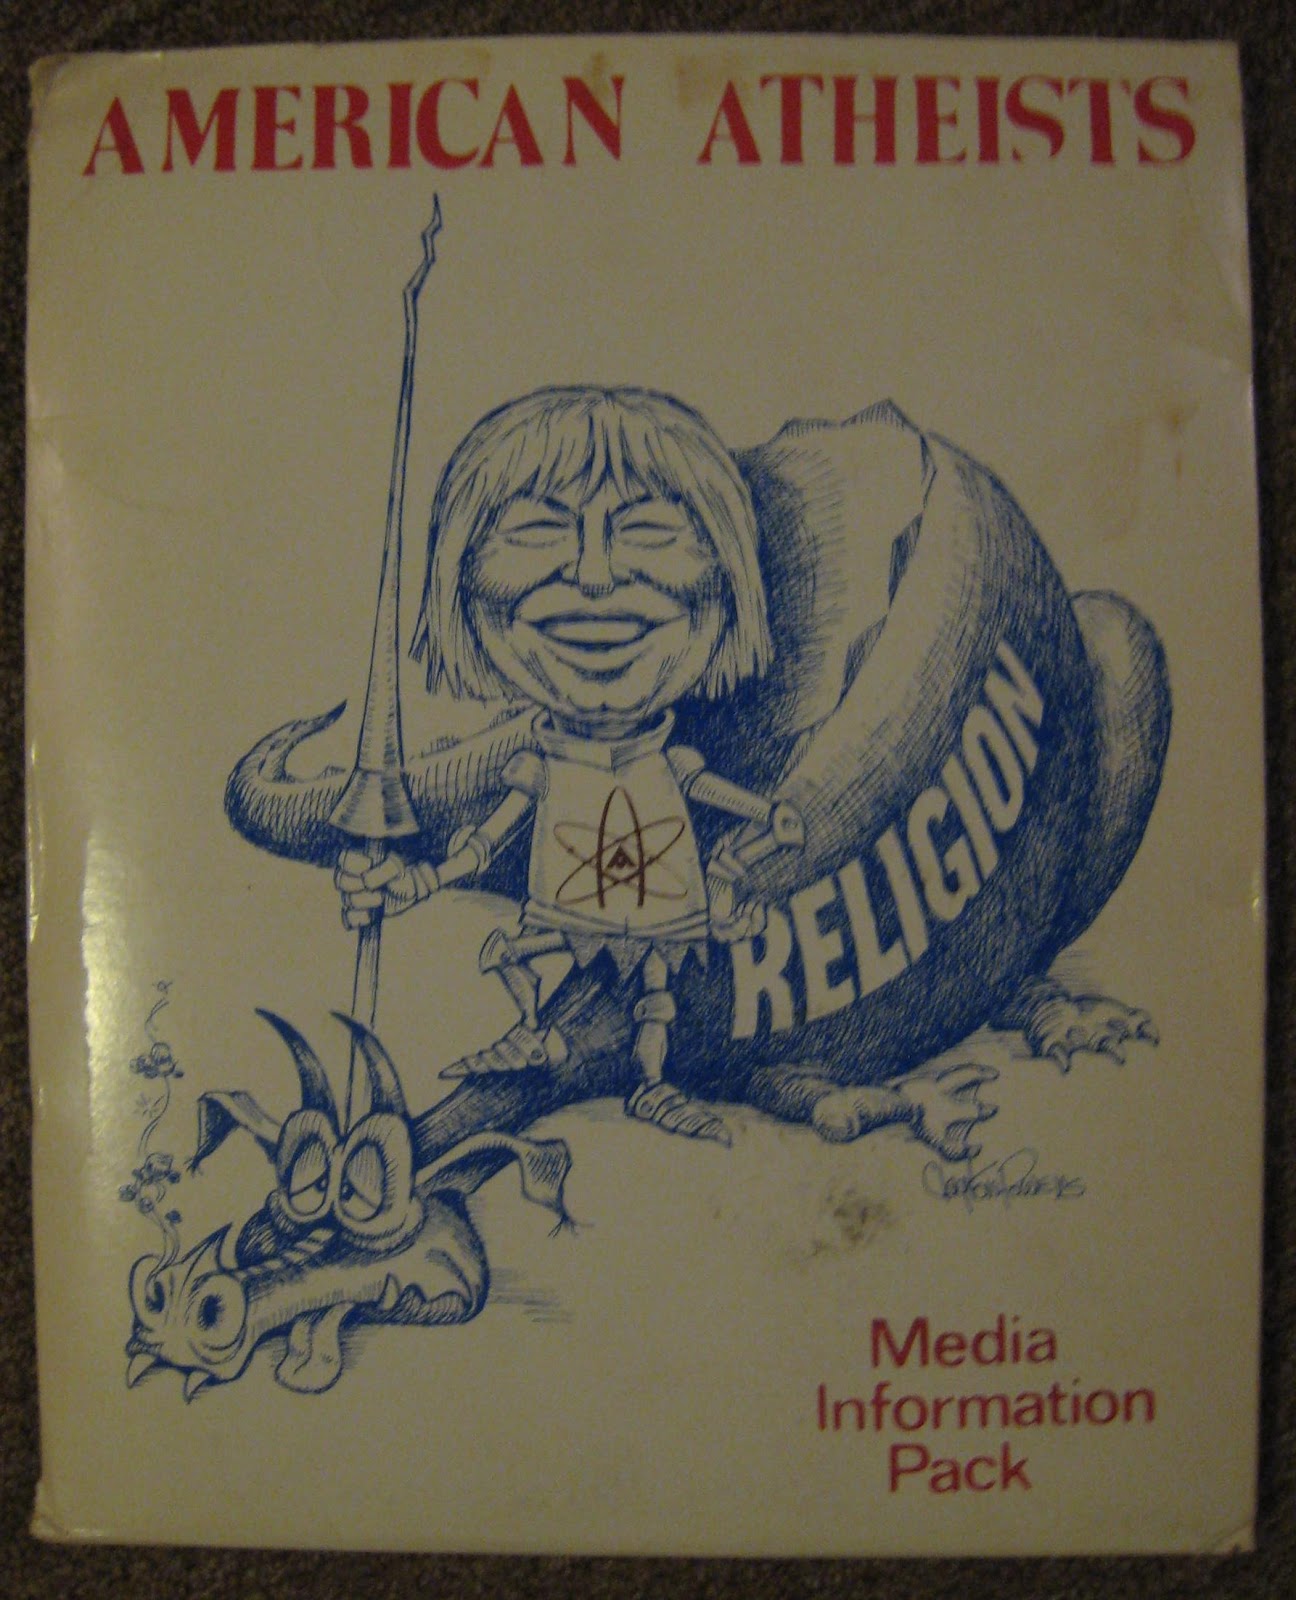 AMERICAN ATHEISTS
RELIGION
A
Media
Information
Pack